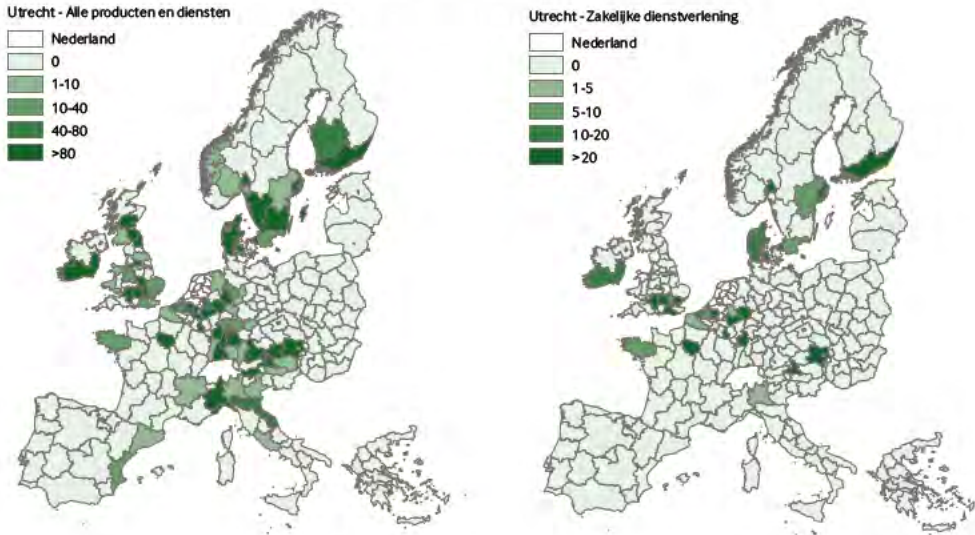 Utrecht - Alle producten en diensten
Nederland
0
1-10
10-40
40-80
>80
Utrecht - Zakelijke dienstverlening
Nederland
0
1-5
5-10
10-20
>20